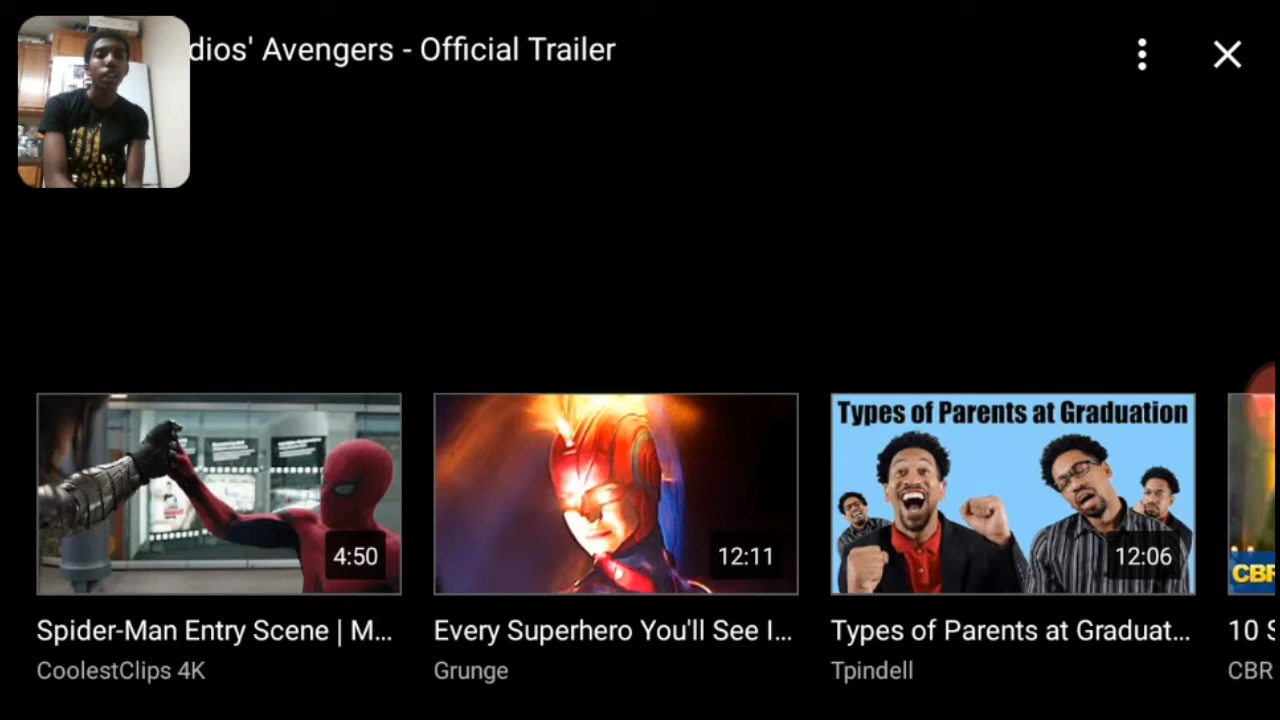 dios' Avengers - Official Trailer
Types of Parents at Graduation
4:50
12:11
12:06
CBR
Spider-Man Entry Scene | M...
Every Superhero You'll See I...
Types of Parents at Graduat...
10 S
CoolestClips 4K
Grunge
Tpindell
CBR